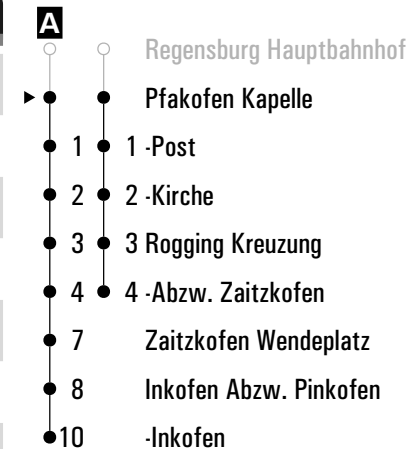 A
Regensburg Hauptbahnhof
Pfakofen Kapelle
1 1 -Post
2 2 -Kirche
3 3 Rogging Kreuzung
4 4 -Abzw. Zaitzkofen
7 Zaitzkofen Wendeplatz
8 Inkofen Abzw. Pinkofen
10 -Inkofen